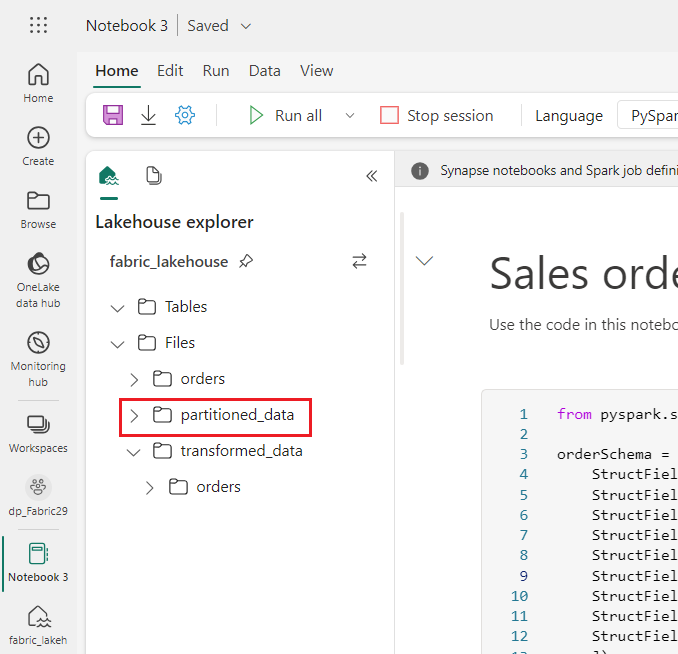 Notebook 3 Saved
Home Edit Run Data View
Run all Stop session Language PySpar
Home
Create
Browse
OneLake
data hub
Monitoring
hub
Workspaces
dp_Fabric29
Notebook 3
fabric_lakeh
Lakehouse explorer
fabric_lakehouse
Tables
Files
orders
partitioned_data
transformed_data
orders
Synapse notebooks and Spark job defini
Sales orde
Use the code in this notebo
1 from pyspark.s
2
3 orderSchema =
4 StructFiel
5 StructFiel
6 StructFiel
7 StructFiel
8 StructFiel
9 StructFiel
10 StructFiel
11 StructFiel
12 StructFiel
13 ])